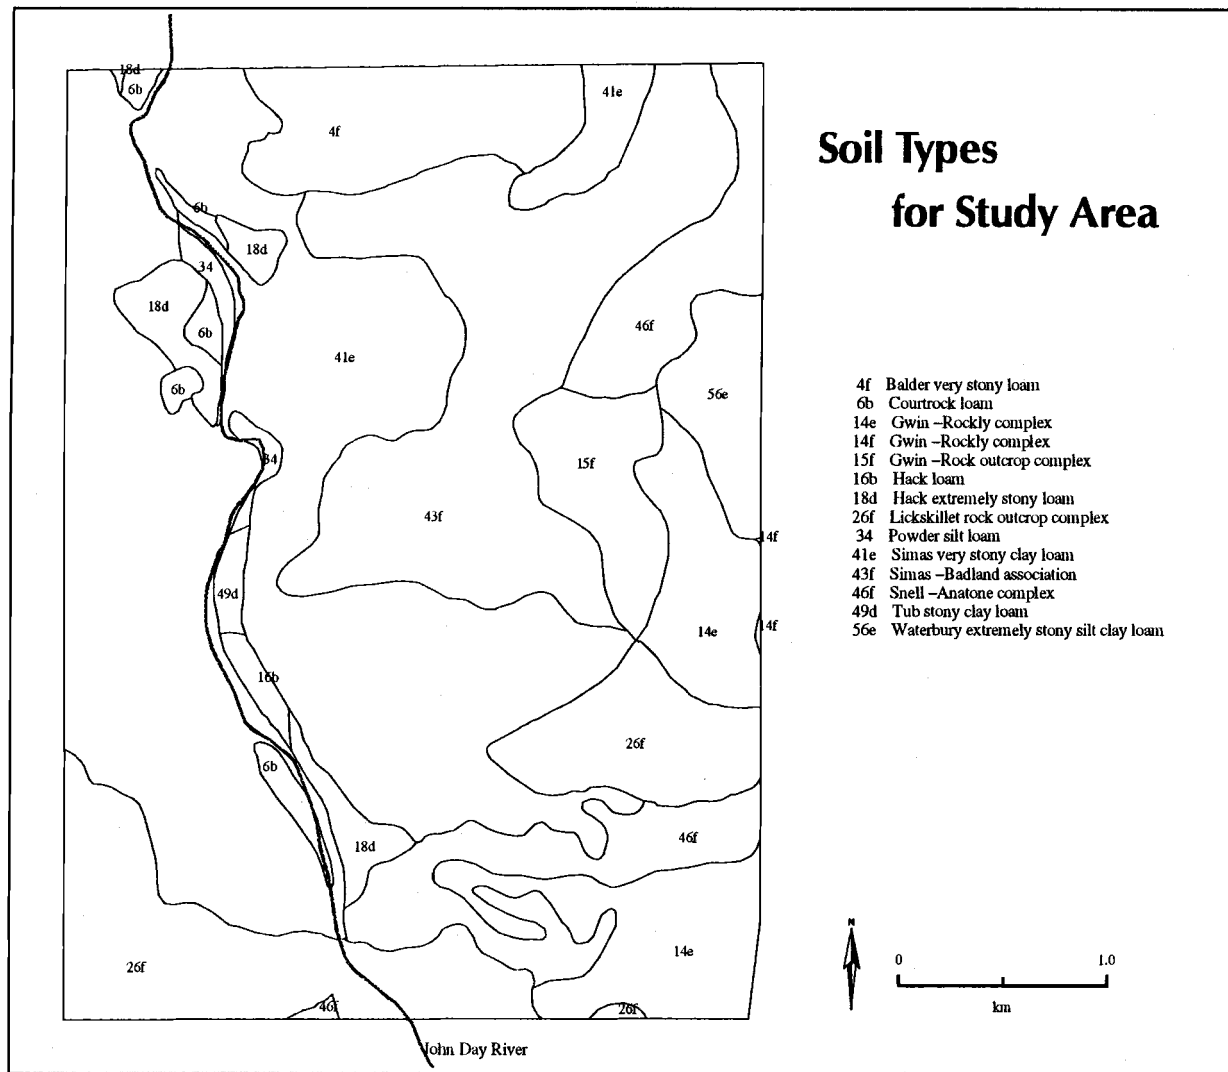 Soil Types
for Study Area
18d
6b
41e
4f
6b
18d
34
18d
6b
46f
41e
6b
56e
34
15f
43f
14f
49d
14f
14e
16b
26f
6b
18d
46f
14e
26f
46f
26f
4f Balder very stony loam
6b Courtrock loam
14e Gwin –Rockly complex
14f Gwin –Rockly complex
15f Gwin –Rock outcrop complex
16b Hack loam
18d Hack extremely stony loam
26f Lickskillet rock outcrop complex
34 Powder silt loam
41e Simas very stony clay loam
43f Simas –Badland association
46f Snell –Anatone complex
49d Tub stony clay loam
56e Waterbury extremely stony silt clay loam
N
0 1.0
km
John Day River